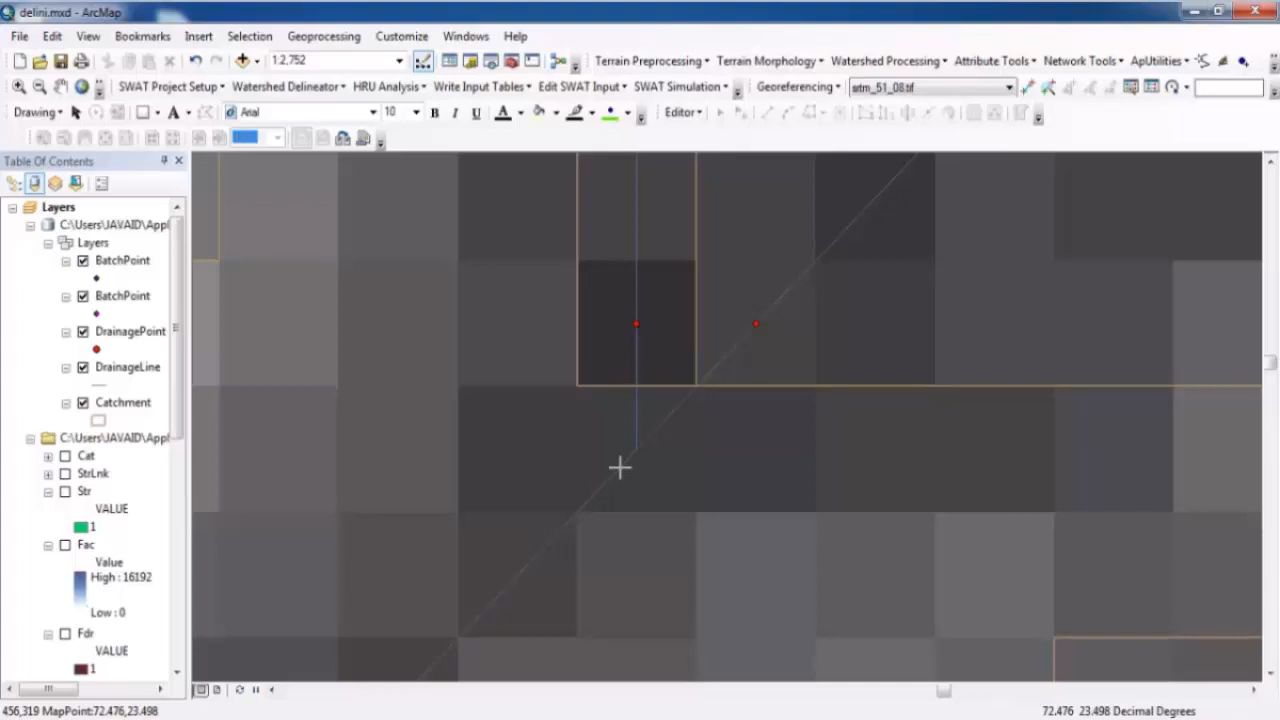 delini.mxd - ArcMap
File Edit View Bookmarks Insert Selection Geoprocessing Customize Windows Help
1:2,752 Terrain Preprocessing Terrain Morphology Watershed Processing Attribute Tools Network Tools ApUtilities
SWAT Project Setup Watershed Delineator HRU Analysis Write Input Tables Edit SWAT Input SWAT Simulation Georeferencing srtm_51_08.tif
Drawing Arial 10 B I U A Editor
Table Of Contents
Layers
C:\Users\JAVAID\Appl
Layers
BatchPoint
BatchPoint
DrainagePoint
DrainageLine
Catchment
C:\Users\JAVAID\Appl
Cat
StrLnk
Str
VALUE
1
Fac
Value
High : 16192
Low : 0
Fdr
VALUE
1
456,319 MapPoint:72.476,23.498 72.476 23.498 Decimal Degrees